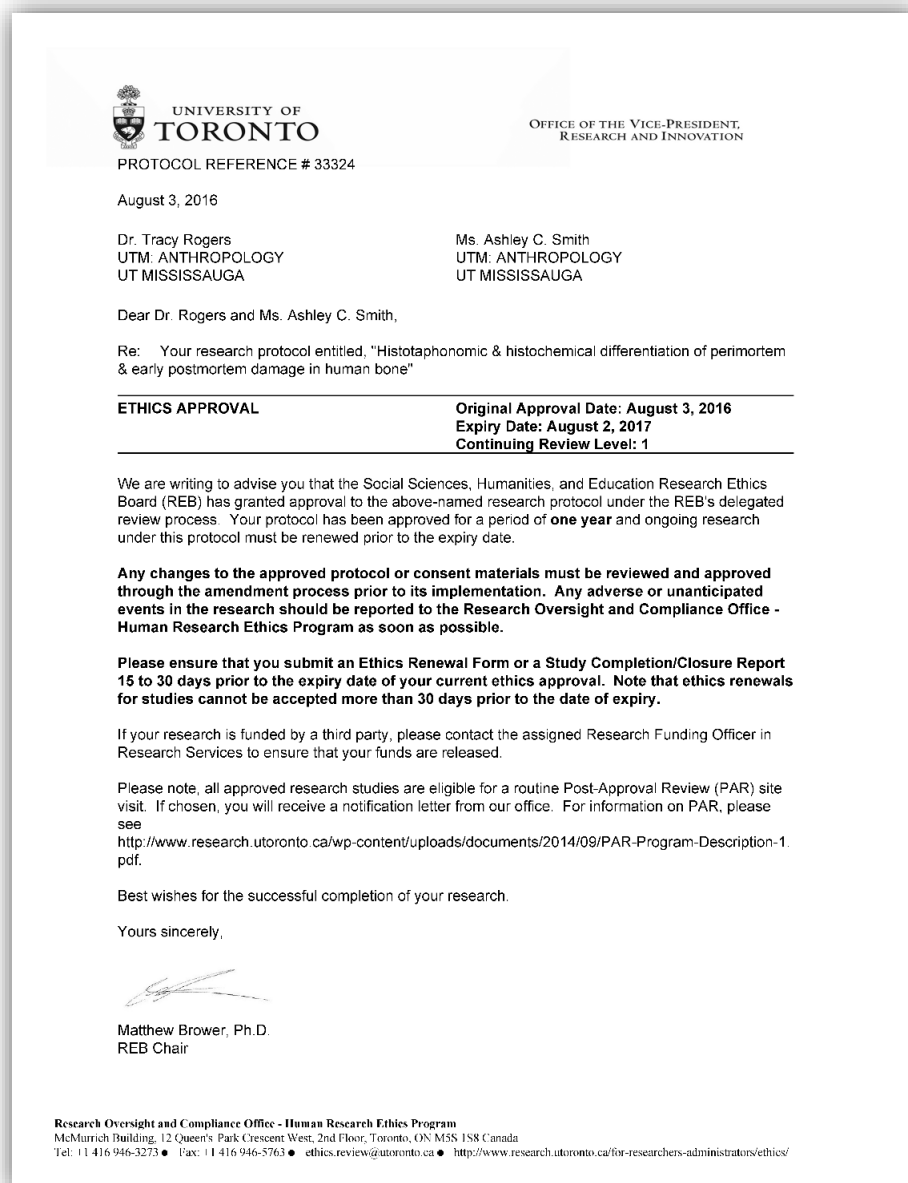 UNIVERSITY OF
TORONTO
OFFICE OF THE VICE-PRESIDENT,
RESEARCH AND INNOVATION
PROTOCOL REFERENCE # 33324
August 3, 2016
Dr. Tracy Rogers
UTM: ANTHROPOLOGY
UT MISSISSAUGA
Ms. Ashley C. Smith
UTM: ANTHROPOLOGY
UT MISSISSAUGA
Dear Dr. Rogers and Ms. Ashley C. Smith,
Re: Your research protocol entitled, "Histotaphonomic & histochemical differentiation of perimortem
& early postmortem damage in human bone"
ETHICS APPROVAL
Original Approval Date: August 3, 2016
Expiry Date: August 2, 2017
Continuing Review Level: 1
We are writing to advise you that the Social Sciences, Humanities, and Education Research Ethics
Board (REB) has granted approval to the above-named research protocol under the REB's delegated
review process. Your protocol has been approved for a period of one year and ongoing research
under this protocol must be renewed prior to the expiry date.
Any changes to the approved protocol or consent materials must be reviewed and approved
through the amendment process prior to its implementation. Any adverse or unanticipated
events in the research should be reported to the Research Oversight and Compliance Office -
Human Research Ethics Program as soon as possible.
Please ensure that you submit an Ethics Renewal Form or a Study Completion/Closure Report
15 to 30 days prior to the expiry date of your current ethics approval. Note that ethics renewals
for studies cannot be accepted more than 30 days prior to the date of expiry.
If your research is funded by a third party, please contact the assigned Research Funding Officer in
Research Services to ensure that your funds are released.
Please note, all approved research studies are eligible for a routine Post-Approval Review (PAR) site
visit. If chosen, you will receive a notification letter from our office. For information on PAR, please
see
http://www.research.utoronto.ca/wp-content/uploads/documents/2014/09/PAR-Program-Description-1.
pdf.
Best wishes for the successful completion of your research.
Yours sincerely,
Matthew Brower, Ph.D.
REB Chair
Research Oversight and Compliance Office - Human Research Ethics Program
McMurrich Building, 12 Queen's Park Crescent West, 2nd Floor, Toronto, ON M5S 1S8 Canada
Tel: +1 416 946-3273 ● Fax: +1 416 946-5763 ● ethics.review@utoronto.ca ● http://www.research.utoronto.ca/for-researchers-administrators/ethics/